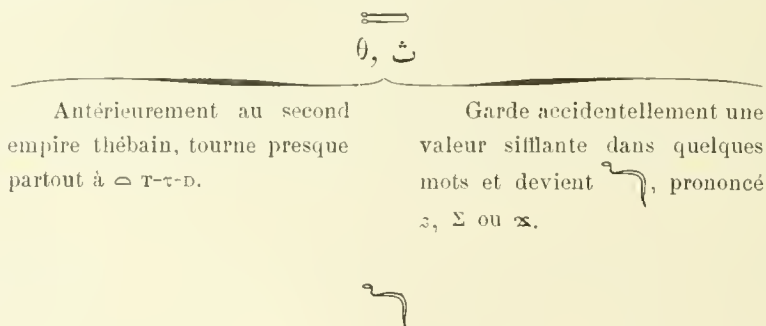 𓍿
θ, ث
Antérieurement au second
empire thébain, tourne presque
partout à 𓏏 T-τ-D.
Garde accidentellement une
valeur sifflante dans quelques
mots et devient 𓆓, prononcé
z, Σ ou ϫ.
𓆓